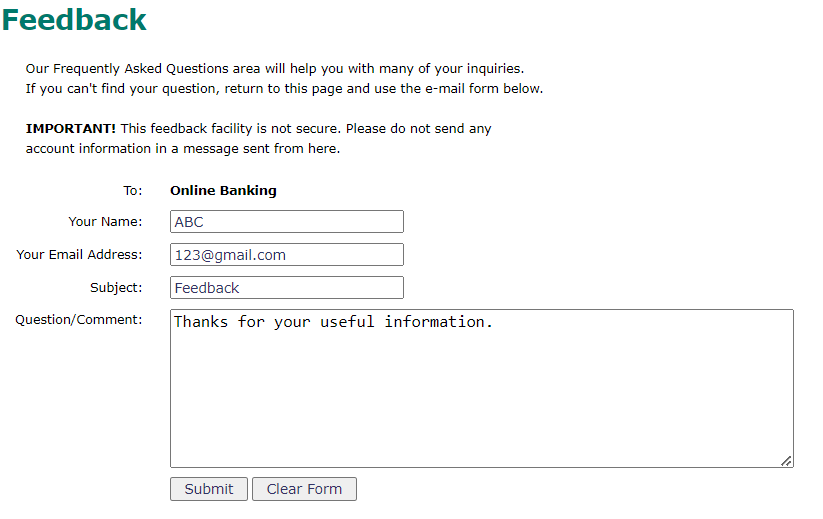 Feedback
Our Frequently Asked Questions area will help you with many of your inquiries.
If you can't find your question, return to this page and use the e-mail form below.
IMPORTANT! This feedback facility is not secure. Please do not send any
account information in a message sent from here.
To: Online Banking
Your Name: ABC
Your Email Address: 123@gmail.com
Subject: Feedback
Question/Comment: Thanks for your useful information.
Submit Clear Form